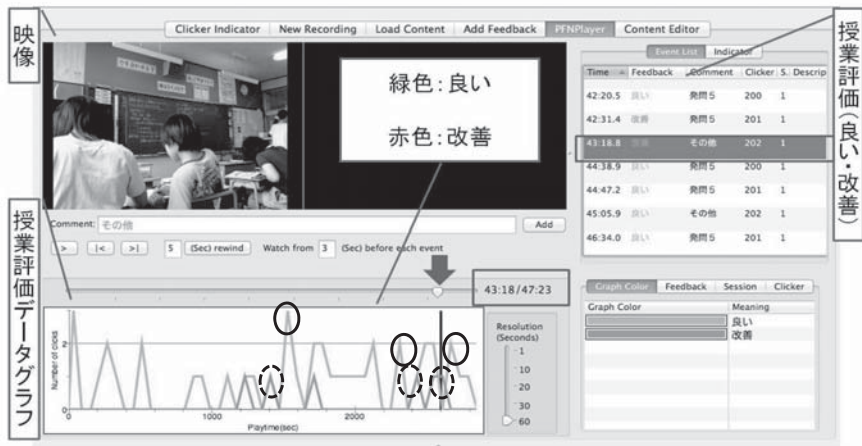 映像
Clicker Indicator New Recording Load Content Add Feedback PFNPlayer Content Editor
緑色:良い
赤色:改善
Event List Indicator
Time Feedback Comment Clicker S. Descrip
42:20.5 良い 発問5 200 1
42:31.4 改善 発問5 201 1
43:18.8 その他 202 1
44:38.9 良い 発問5 200 1
44:47.2 良い 発問5 201 1
45:05.9 良い その他 202 1
46:34.0 良い 発問5 201 1
授業評価(良い・改善)
Comment: その他 Add
> |< >| 5 (Sec) rewind Watch from 3 (Sec) before each event
43:18/47:23
授業評価データグラフ
Number of clicks
2
0
0 1000 2000
Playtime(sec)
Resolution
(Seconds)
1
10
20
30
60
Graph Color Feedback Session Clicker
Graph Color Meaning
良い
改善